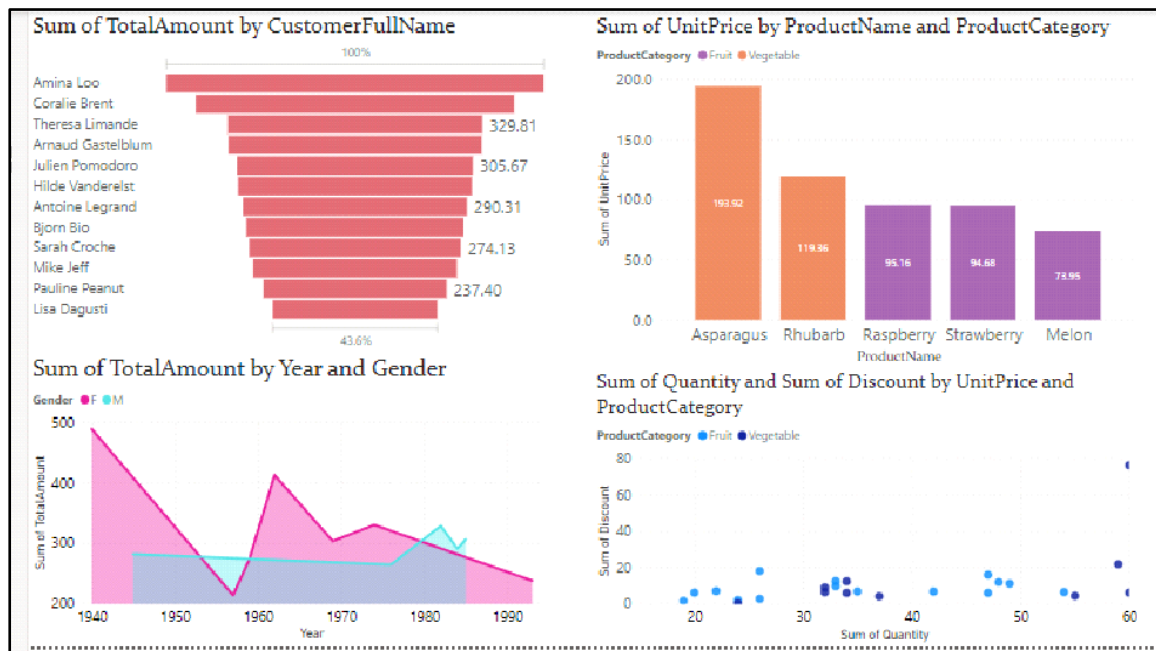 Sum of TotalAmount by CustomerFullName
100%
Amina Loo
Coralie Brent
Theresa Limande 329.81
Arnaud Gastelblum
Julien Pomodoro 305.67
Hilde Vanderelst
Antoine Legrand 290.31
Bjorn Bio
Sarah Croche 274.13
Mike Jeff
Pauline Peanut 237.40
Lisa Dagusti
43.6%
Sum of UnitPrice by ProductName and ProductCategory
ProductCategory Fruit Vegetable
200.0
150.0
100.0
50.0
0.0
Sum of UnitPrice
193.92
119.36
95.16
94.68
73.95
Asparagus Rhubarb Raspberry Strawberry Melon
ProductName
Sum of TotalAmount by Year and Gender
Gender F M
500
400
300
200
Sum of TotalAmount
1940 1950 1960 1970 1980 1990
Year
Sum of Quantity and Sum of Discount by UnitPrice and
ProductCategory
ProductCategory Fruit Vegetable
80
60
40
20
0
Sum of Discount
20 30 40 50 60
Sum of Quantity